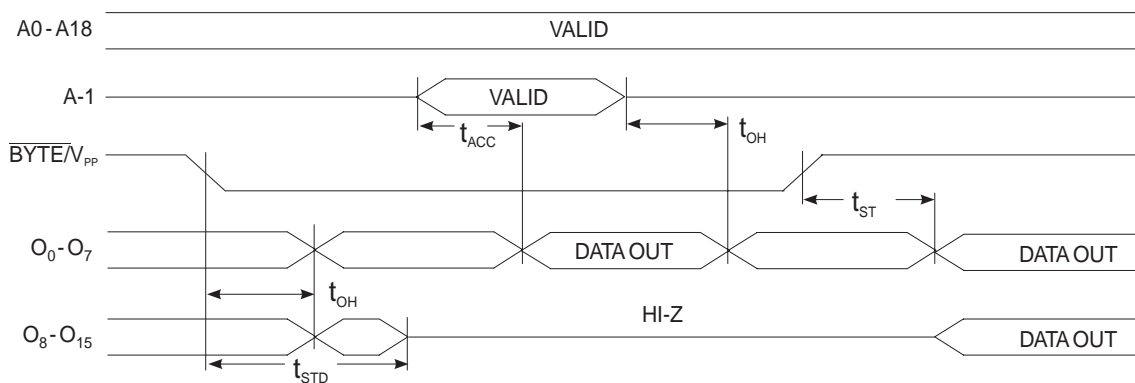 A0-A18 VALID
A-1 VALID
tACC tOH
B̅Y̅T̅E̅/VPP
tST
O0-O7 DATA OUT DATA OUT
tOH
O8-O15 HI-Z DATA OUT
tSTD